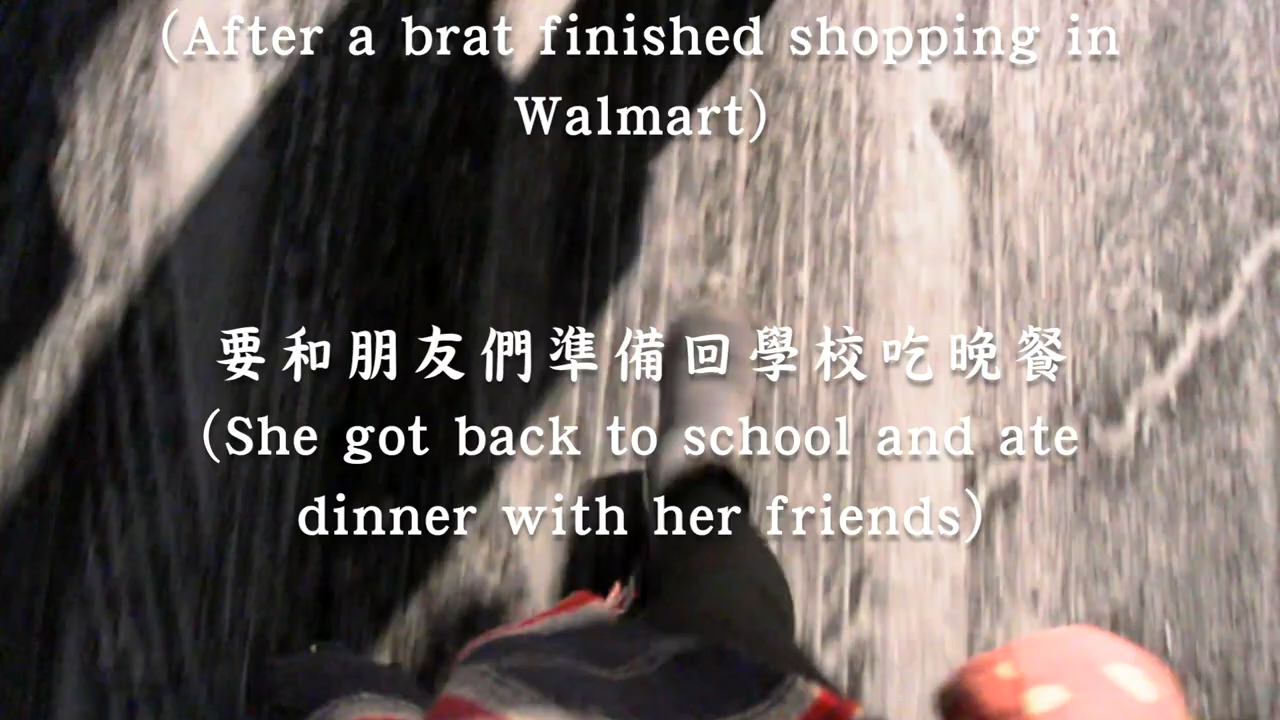 (After a brat finished shopping in
Walmart)
要和朋友們準備回學校吃晚餐
(She got back to school and ate
dinner with her friends)